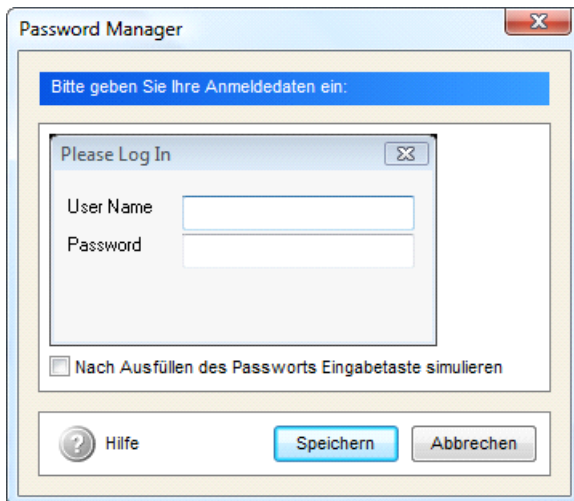 Password Manager
Bitte geben Sie Ihre Anmeldedaten ein:
Please Log In
User Name
Password
Nach Ausfüllen des Passworts Eingabetaste simulieren
Hilfe
Speichern
Abbrechen